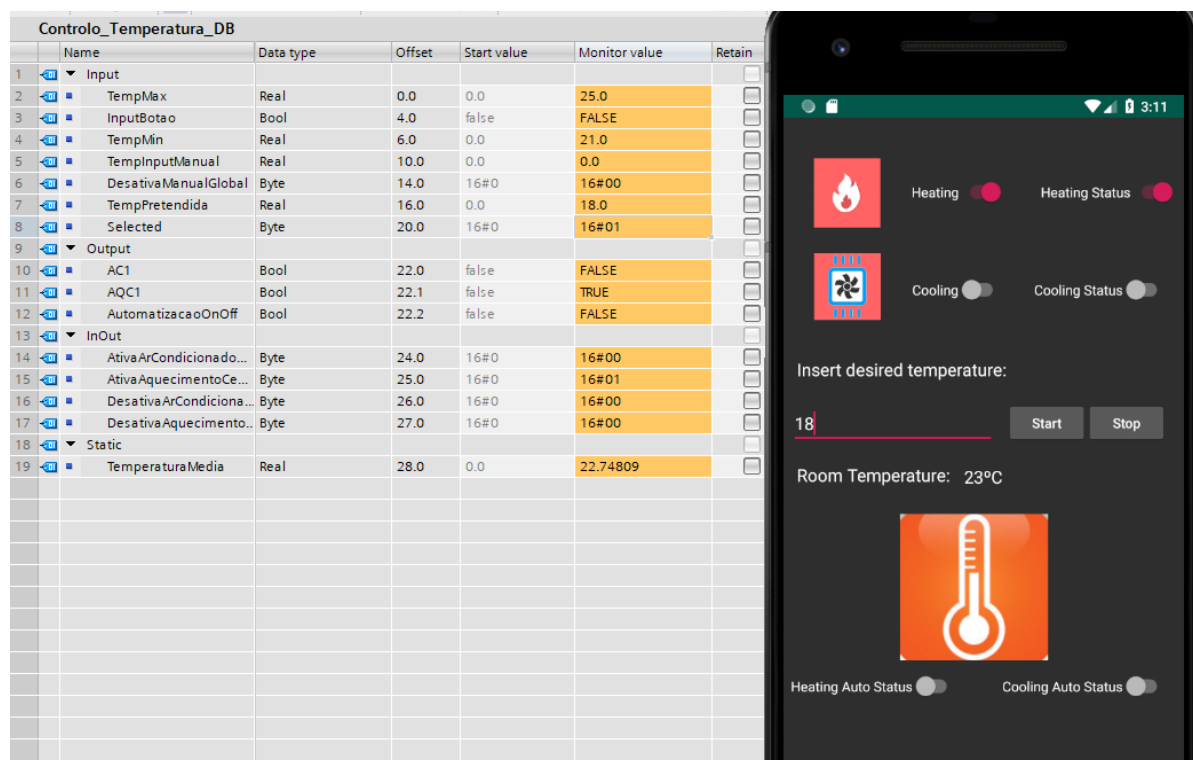 Controlo_Temperatura_DB
Name Data type Offset Start value Monitor value Retain
1 Input
2 TempMax Real 0.0 0.0 25.0
3 InputBotao Bool 4.0 false FALSE
4 TempMin Real 6.0 0.0 21.0
5 TempInputManual Real 10.0 0.0 0.0
6 DesativaManualGlobal Byte 14.0 16#0 16#00
7 TempPretendida Real 16.0 0.0 18.0
8 Selected Byte 20.0 16#0 16#01
9 Output
10 AC1 Bool 22.0 false FALSE
11 AQC1 Bool 22.1 false TRUE
12 AutomatizacaoOnOff Bool 22.2 false FALSE
13 InOut
14 AtivaArCondicionado... Byte 24.0 16#0 16#00
15 AtivaAquecimentoCe... Byte 25.0 16#0 16#01
16 DesativaArCondiciona... Byte 26.0 16#0 16#00
17 DesativaAquecimento... Byte 27.0 16#0 16#00
18 Static
19 TemperaturaMedia Real 28.0 0.0 22.74809
3:11
Heating Heating Status
Cooling Cooling Status
Insert desired temperature:
18 Start Stop
Room Temperature: 23ºC
Heating Auto Status Cooling Auto Status